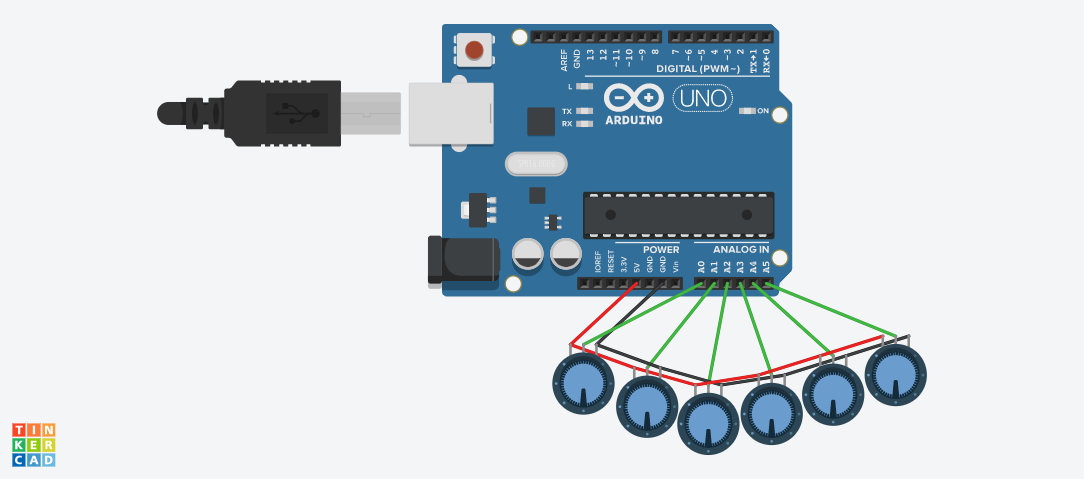 AREF
GND
13
12
~11
~10
~9
8
7
~6
~5
4
~3
2
TX→1
RX←0
DIGITAL (PWM~)
L
TX
RX
ARDUINO
UNO
ON
POWER
ANALOG IN
IOREF
RESET
3.3V
5V
GND
GND
Vin
A0
A1
A2
A3
A4
A5
TIN
KER
CAD